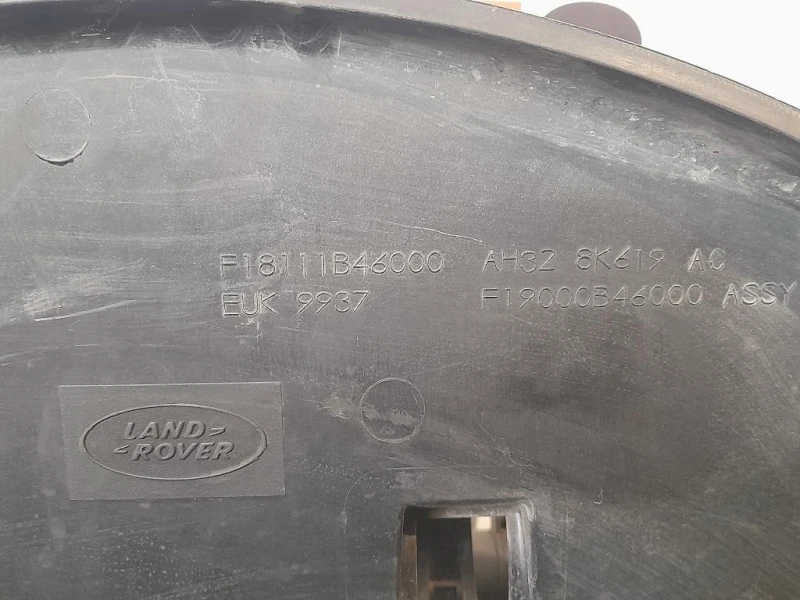 F18111B46000 AH32 8K619 AC
EUK 9937 F19000B46000 ASSY
LAND
ROVER